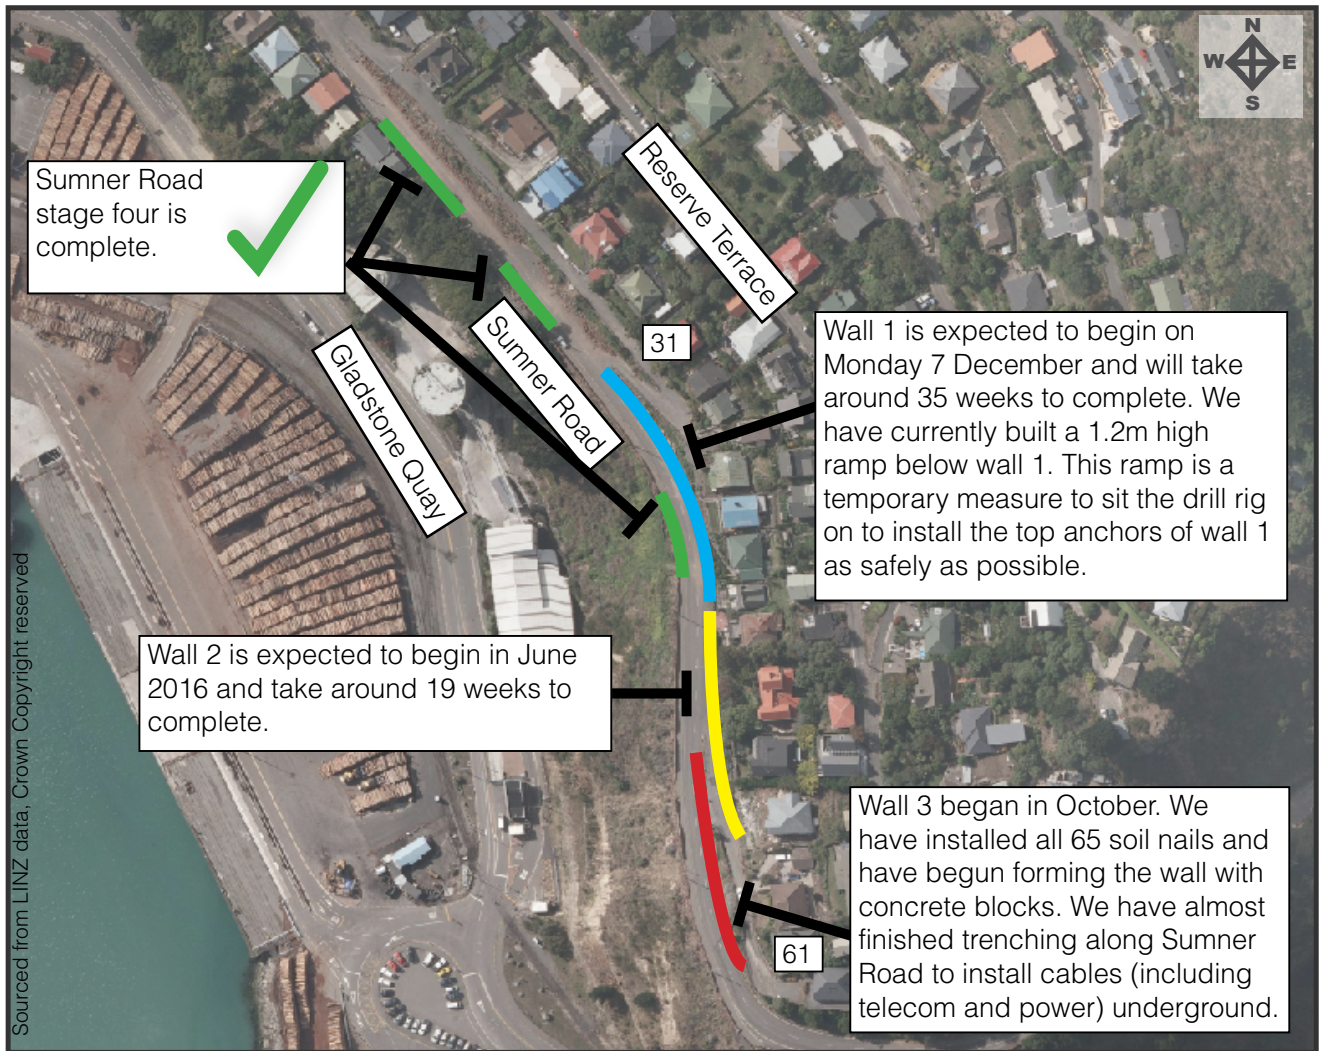 N
W E
S
Sumner Road
stage four is
complete.
Reserve Terrace
31
Sumner Road
Gladstone Quay
Wall 1 is expected to begin on
Monday 7 December and will take
around 35 weeks to complete. We
have currently built a 1.2m high
ramp below wall 1. This ramp is a
temporary measure to sit the drill rig
on to install the top anchors of wall 1
as safely as possible.
Wall 2 is expected to begin in June
2016 and take around 19 weeks to
complete.
Wall 3 began in October. We
have installed all 65 soil nails and
have begun forming the wall with
concrete blocks. We have almost
finished trenching along Sumner
Road to install cables (including
telecom and power) underground.
61
Sourced from LINZ data, Crown Copyright reserved